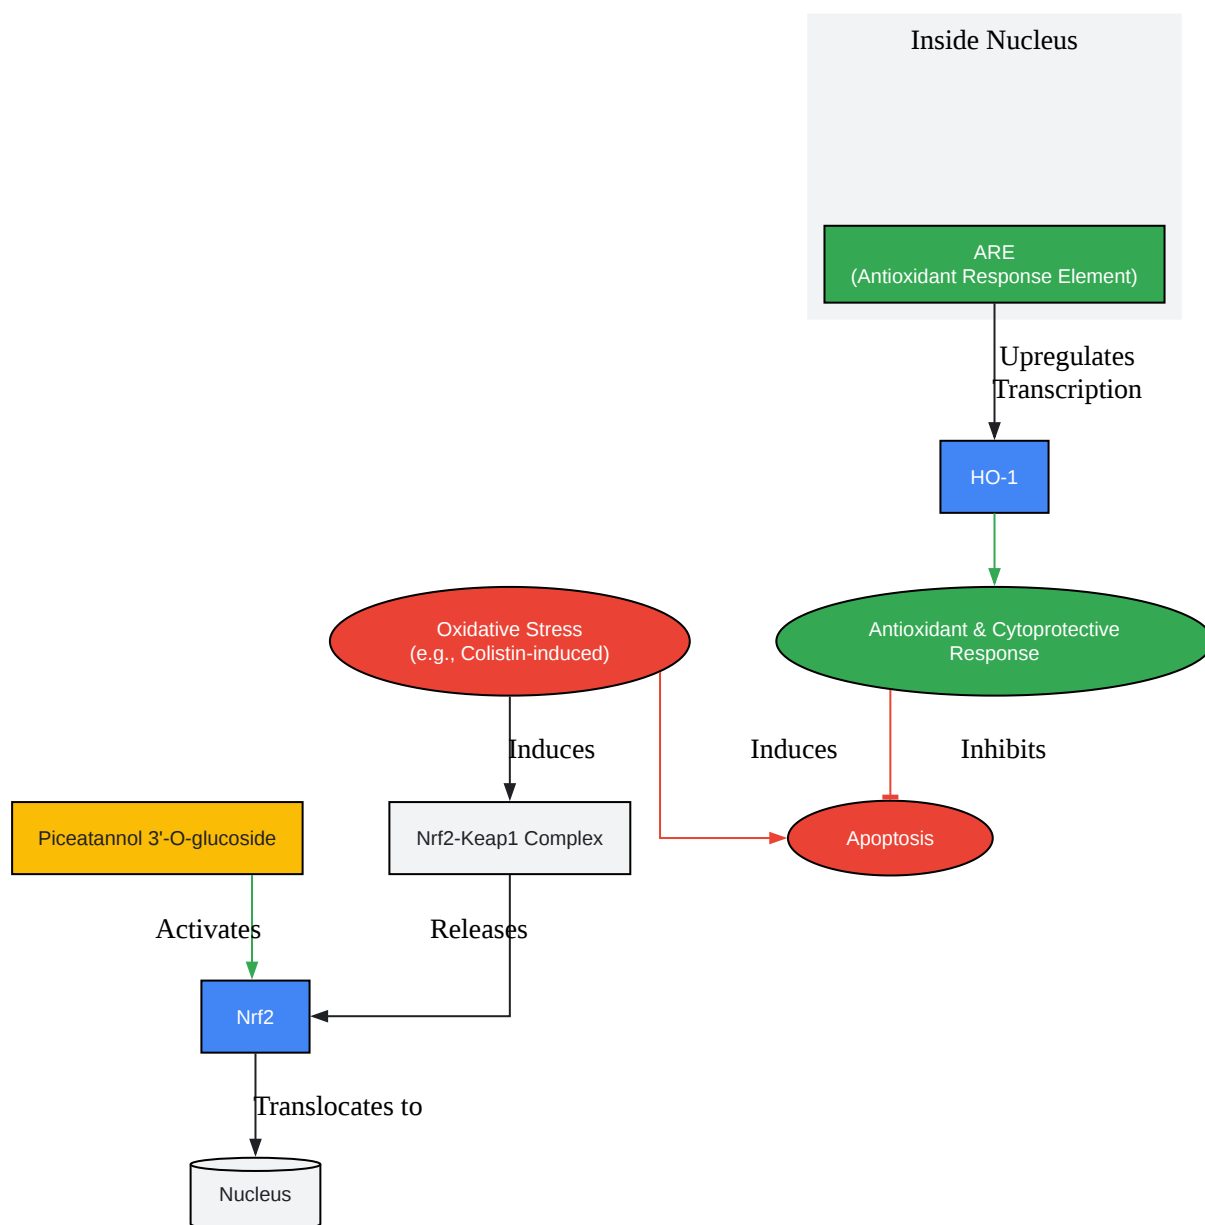 Inside Nucleus
ARE
(Antioxidant Response Element)
Upregulates
Transcription
HO-1
Oxidative Stress
(e.g., Colistin-induced)
Antioxidant & Cytoprotective
Response
Induces
Induces
Inhibits
Piceatannol 3'-O-glucoside
Nrf2-Keap1 Complex
Apoptosis
Activates
Releases
Nrf2
Translocates to
Nucleus